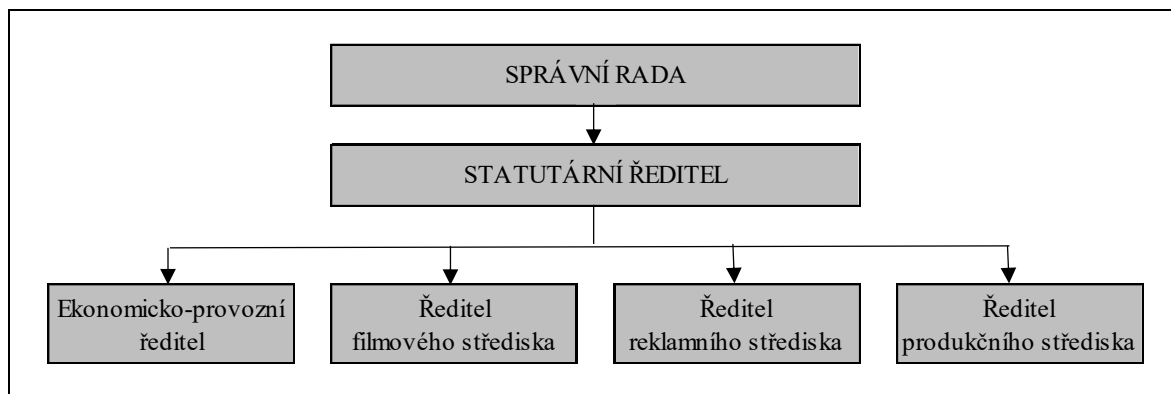 SPRÁVNÍ RADA
STATUTÁRNÍ ŘEDITEL
Ekonomicko-provozní
ředitel
Ředitel
filmového střediska
Ředitel
reklamního střediska
Ředitel
produkčního střediska